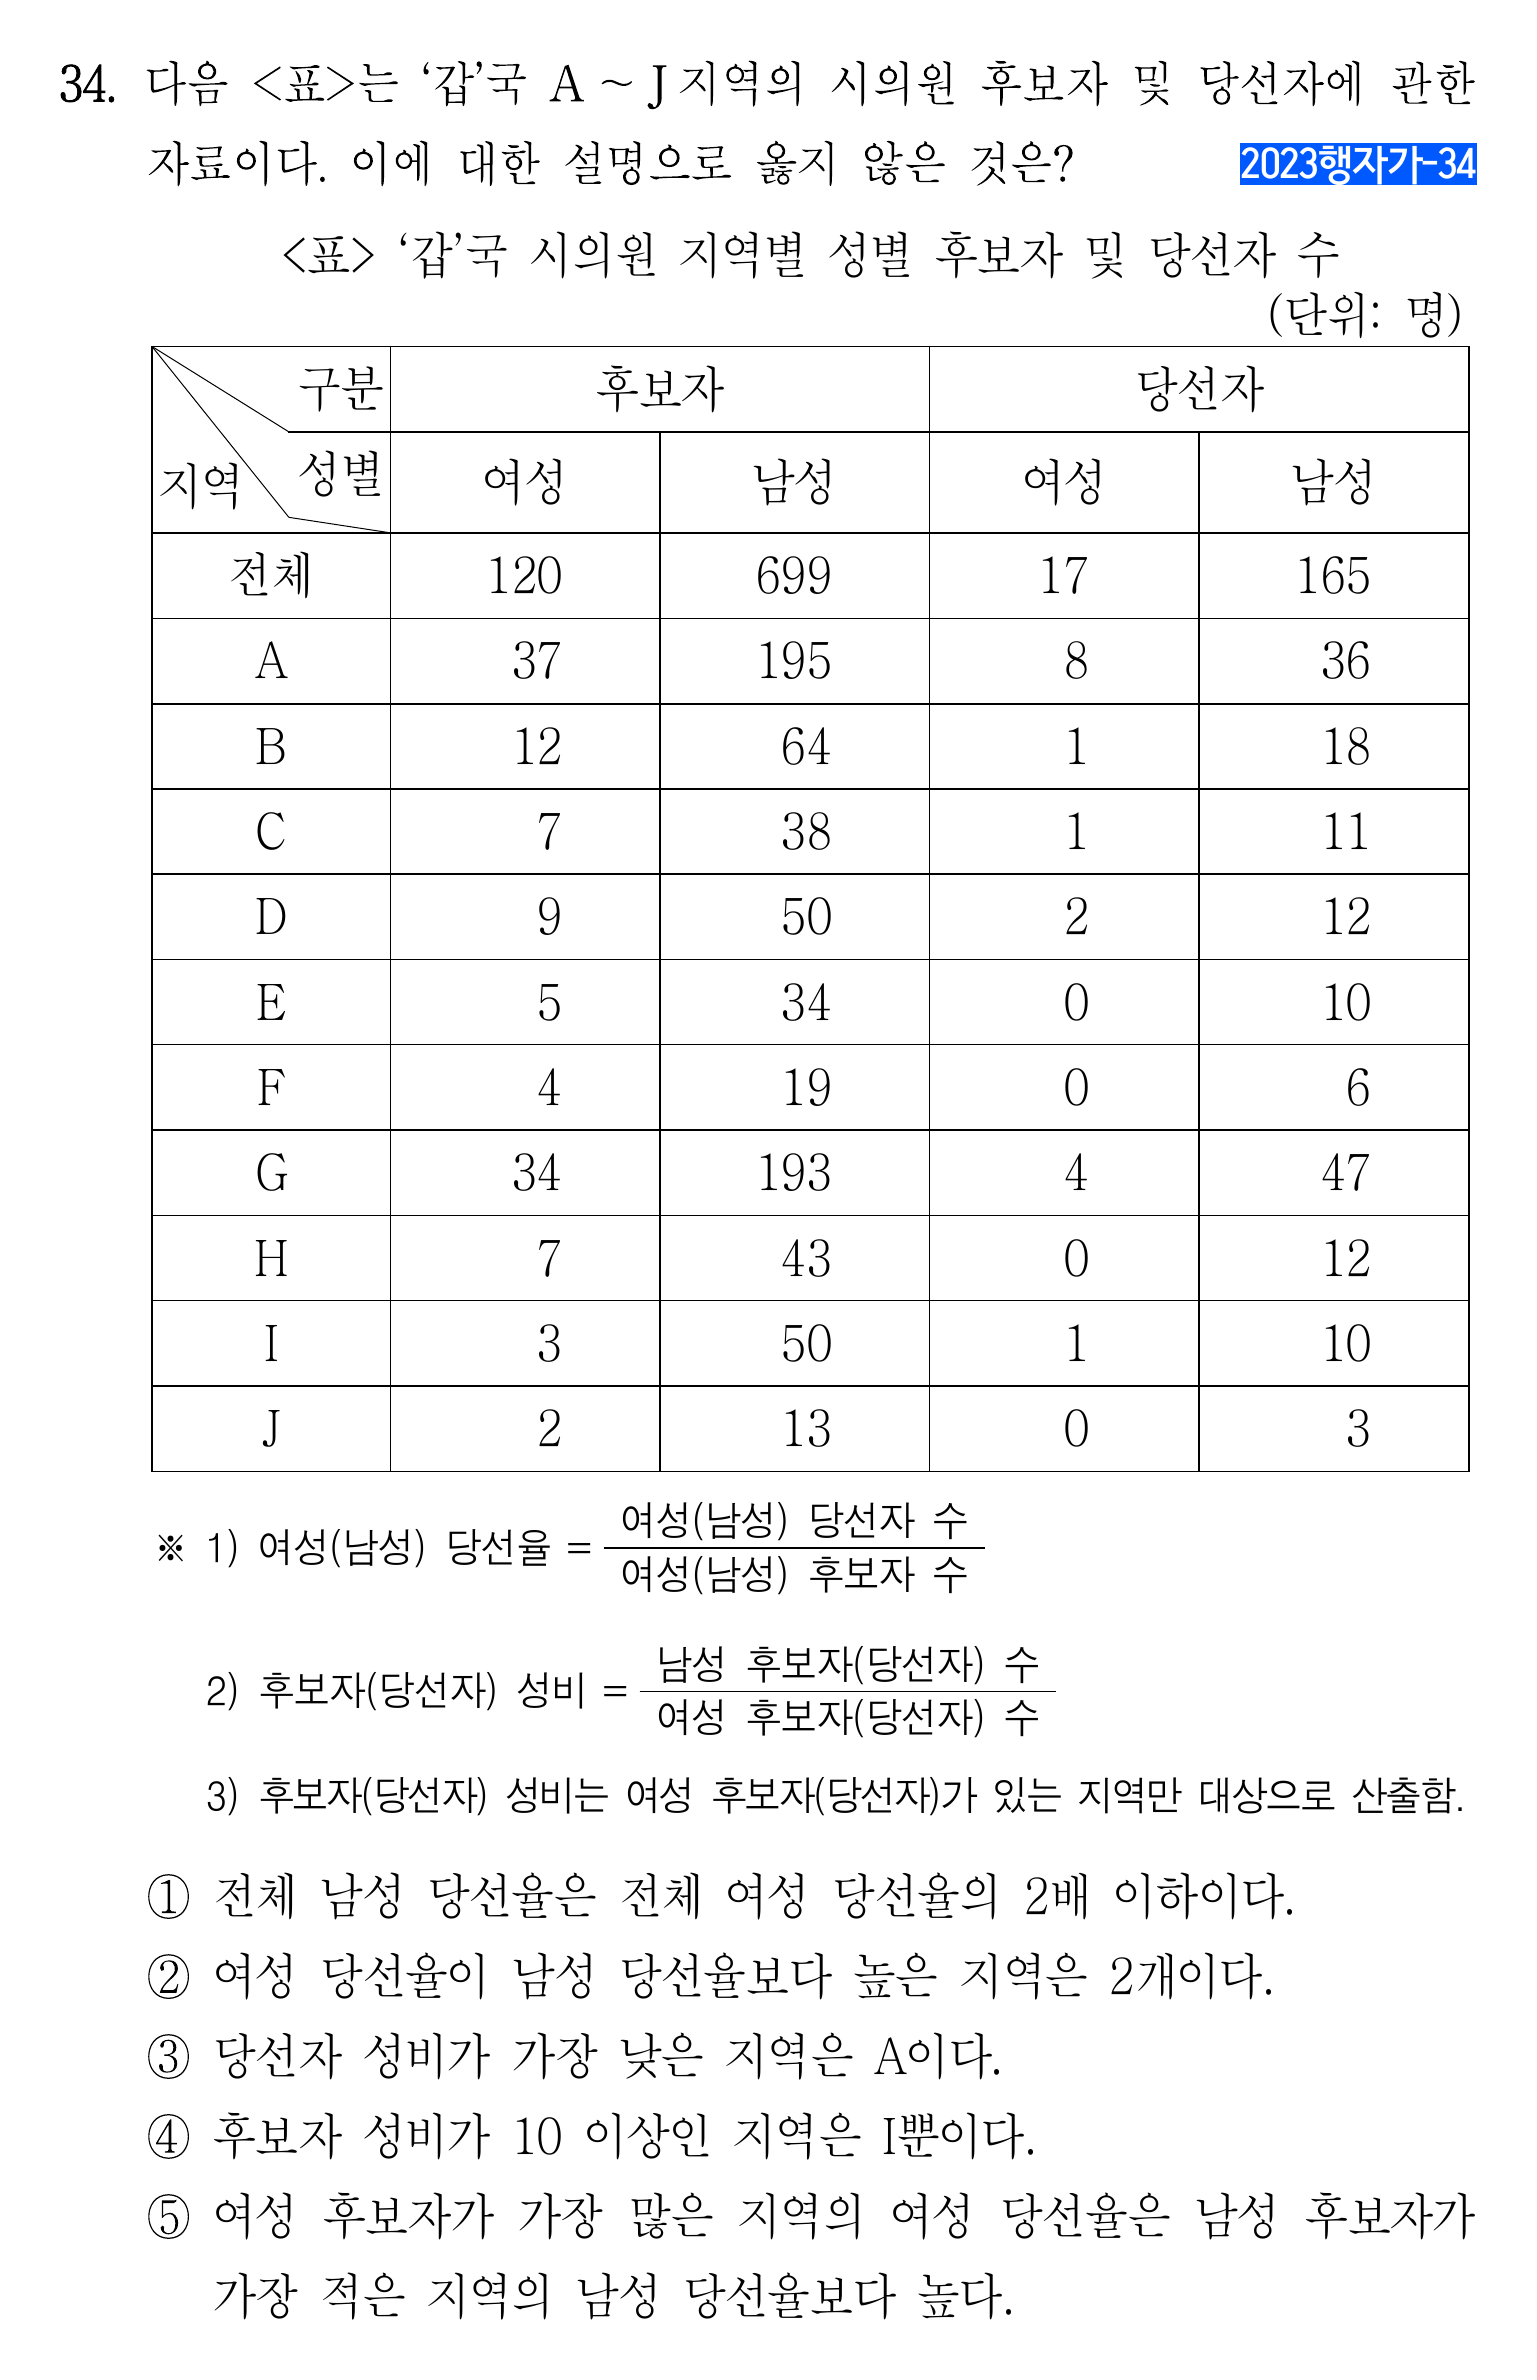 34. 다음 <표>는 ‘갑’국 A ~ J 지역의 시의원 후보자 및 당선자에 관한
자료이다. 이에 대한 설명으로 옳지 않은 것은? 2023행자가-34
<표> ‘갑’국 시의원 지역별 성별 후보자 및 당선자 수
(단위: 명)
구분 후보자 당선자
지역 성별 여성 남성 여성 남성
전체 120 699 17 165
A 37 195 8 36
B 12 64 1 18
C 7 38 1 11
D 9 50 2 12
E 5 34 0 10
F 4 19 0 6
G 34 193 4 47
H 7 43 0 12
I 3 50 1 10
J 2 13 0 3
여성(남성) 당선자 수
※ 1) 여성(남성) 당선율 =
여성(남성) 후보자 수
남성 후보자(당선자) 수
2) 후보자(당선자) 성비 =
여성 후보자(당선자) 수
3) 후보자(당선자) 성비는 여성 후보자(당선자)가 있는 지역만 대상으로 산출함.
① 전체 남성 당선율은 전체 여성 당선율의 2배 이하이다.
② 여성 당선율이 남성 당선율보다 높은 지역은 2개이다.
③ 당선자 성비가 가장 낮은 지역은 A이다.
④ 후보자 성비가 10 이상인 지역은 I뿐이다.
⑤ 여성 후보자가 가장 많은 지역의 여성 당선율은 남성 후보자가
가장 적은 지역의 남성 당선율보다 높다.